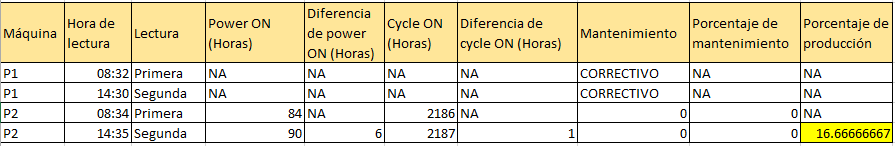 Máquina Hora de lectura Lectura Power ON (Horas) Diferencia de power ON (Horas) Cycle ON (Horas) Diferencia de cycle ON (Horas) Mantenimiento Porcentaje de mantenimiento Porcentaje de producción
P1 08:32 Primera NA NA NA NA CORRECTIVO NA NA
P1 14:30 Segunda NA NA NA NA CORRECTIVO NA NA
P2 08:34 Primera 84 NA 2186 NA 0 0 NA
P2 14:35 Segunda 90 6 2187 1 0 0 16.66666667